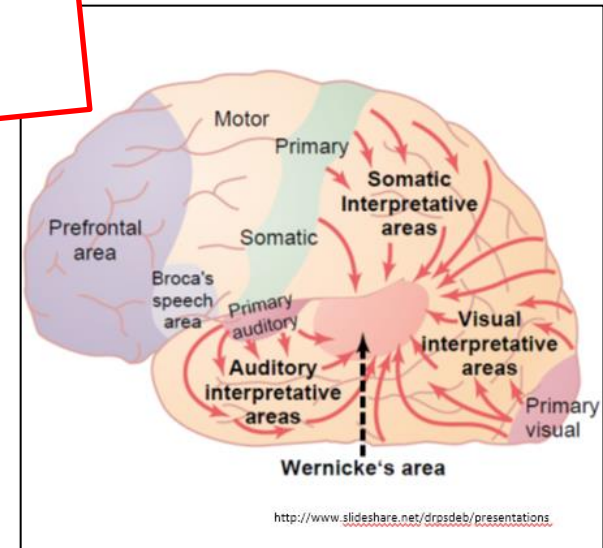 Motor
Primary
Somatic
Interpretative
areas
Prefrontal
area
Somatic
Broca's
speech
area
Primary
auditory
Visual
interpretative
areas
Auditory
interpretative
areas
Primary
visual
Wernicke's area
http://www.slideshare.net/drpsdeb/presentations